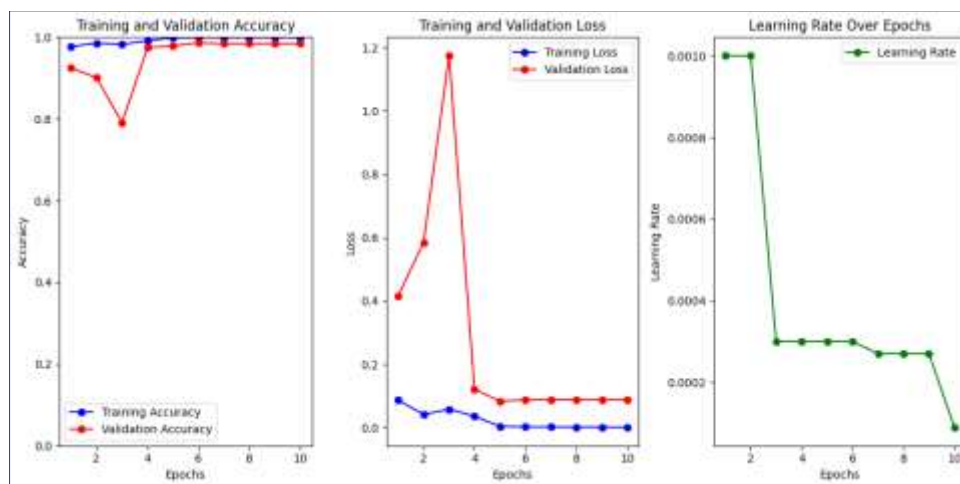 Training and Validation Accuracy
1.0
0.8
0.6
0.4
0.2
0.0
Accuracy
Training Accuracy
Validation Accuracy
2 4 6 8 10
Epochs
Training and Validation Loss
1.2
1.0
0.8
0.6
0.4
0.2
0.0
Loss
Training Loss
Validation Loss
2 4 6 8 10
Epochs
Learning Rate Over Epochs
0.0010
0.0008
0.0006
0.0004
0.0002
Learning Rate
Learning Rate
2 4 6 8 10
Epochs